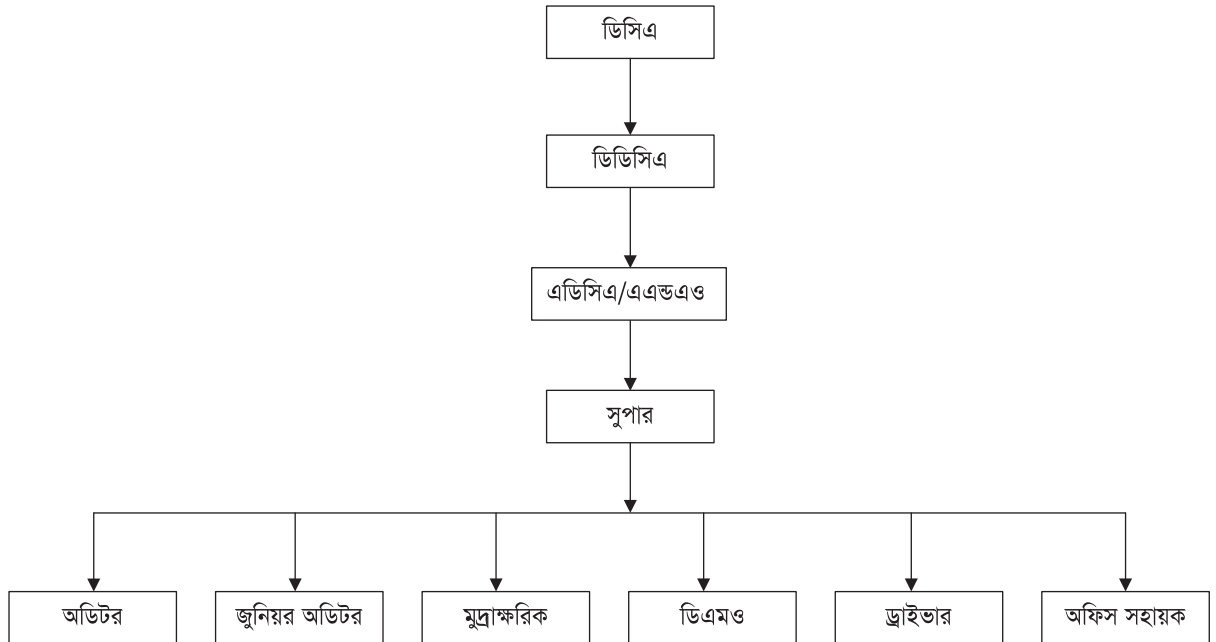 ডিসিএ
ডিডিসিএ
এডিসিএ/এএন্ডএও
সুপার
অডিটর
জুনিয়র অডিটর
মুদ্রাক্ষরিক
ডিএমও
ড্রাইভার
অফিস সহায়ক